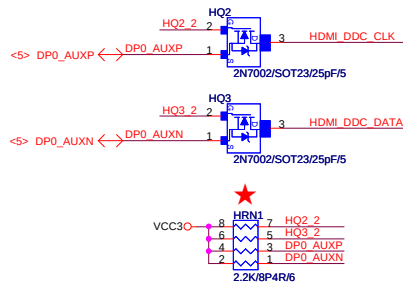 HQ2
HQ2_2 2 G D S 3 HDMI_DDC_CLK
<5> DP0_AUXP DP0_AUXP 1
2N7002/SOT23/25pF/5
HQ3
HQ3_2 2 G D S 3 HDMI_DDC_DATA
<5> DP0_AUXN DP0_AUXN 1
2N7002/SOT23/25pF/5
HRN1
VCC3 8 7 HQ2_2
6 5 HQ3_2
4 3 DP0_AUXP
2 1 DP0_AUXN
2.2K/8P4R/6